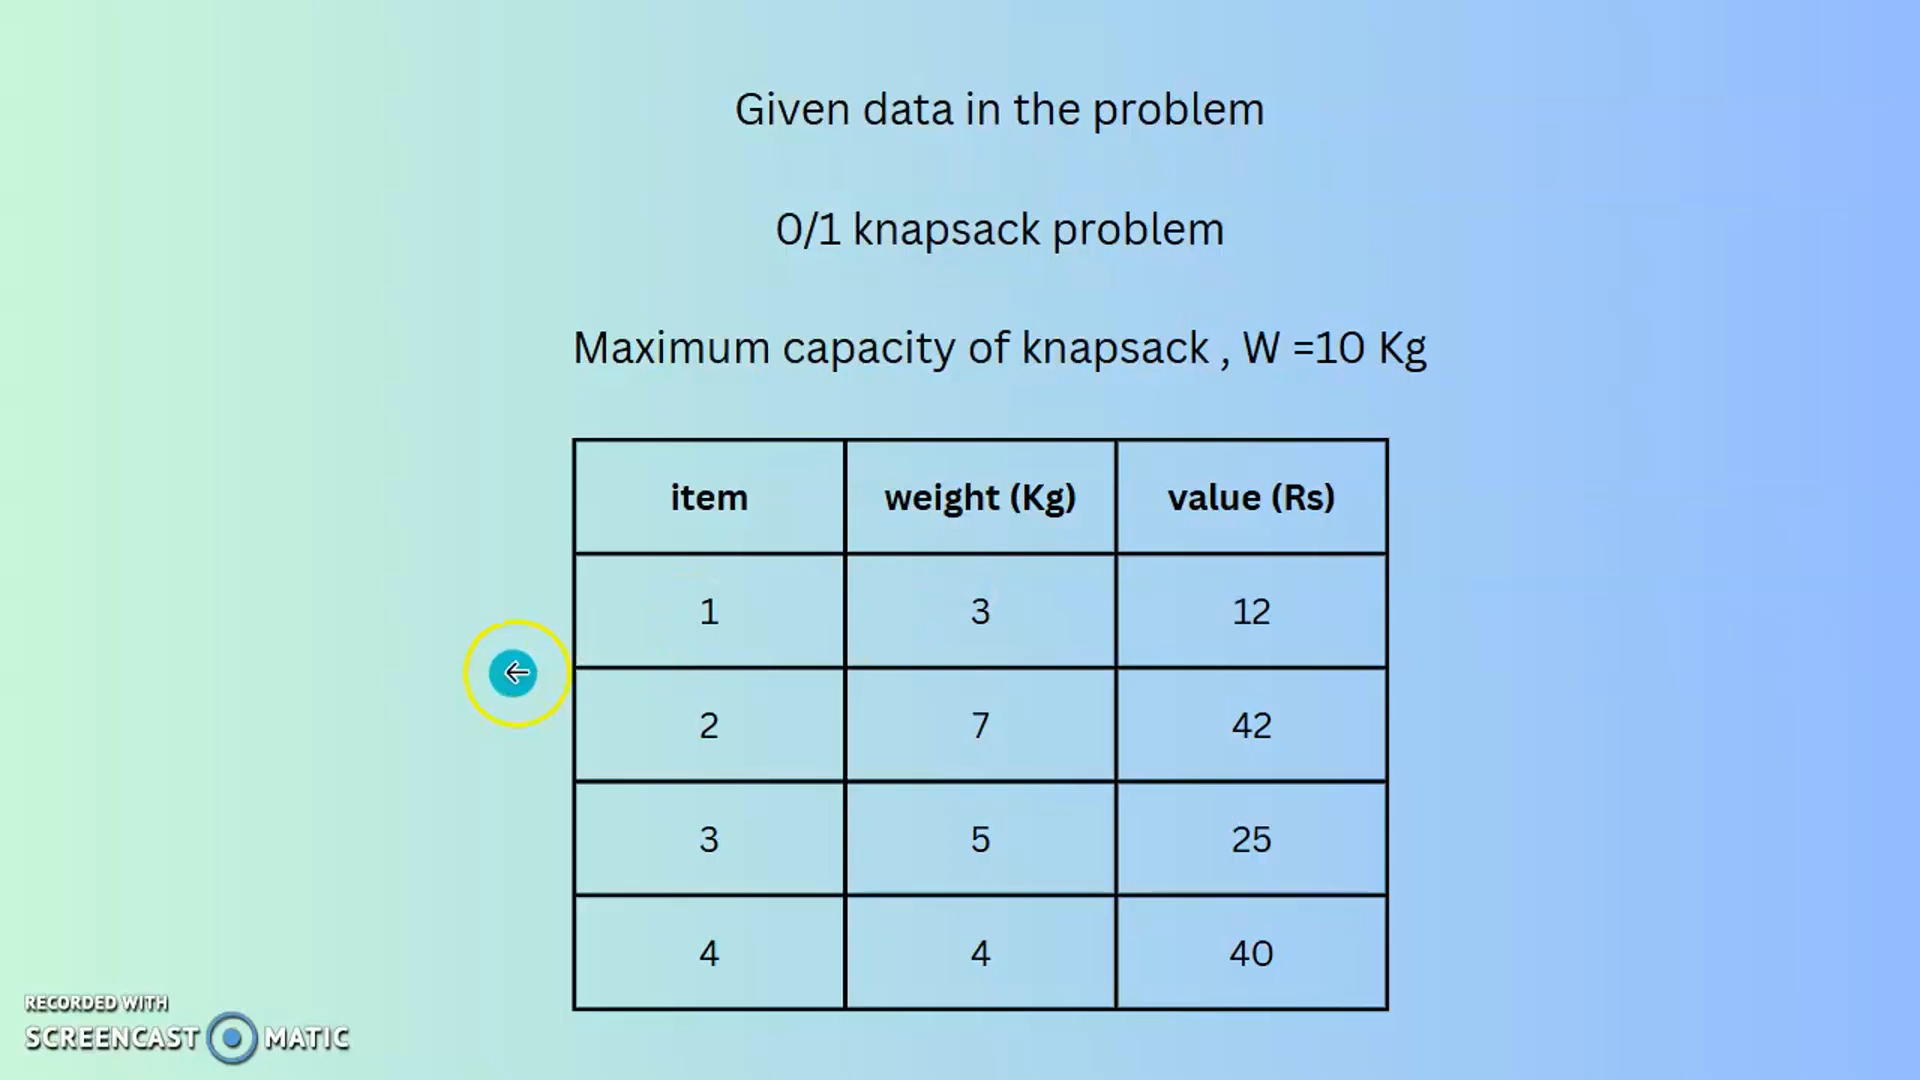 Given data in the problem
0/1 knapsack problem
Maximum capacity of knapsack , W =10 Kg
item weight (Kg) value (Rs)
1 3 12
2 7 42
3 5 25
4 4 40
RECORDED WITH
SCREENCAST MATIC